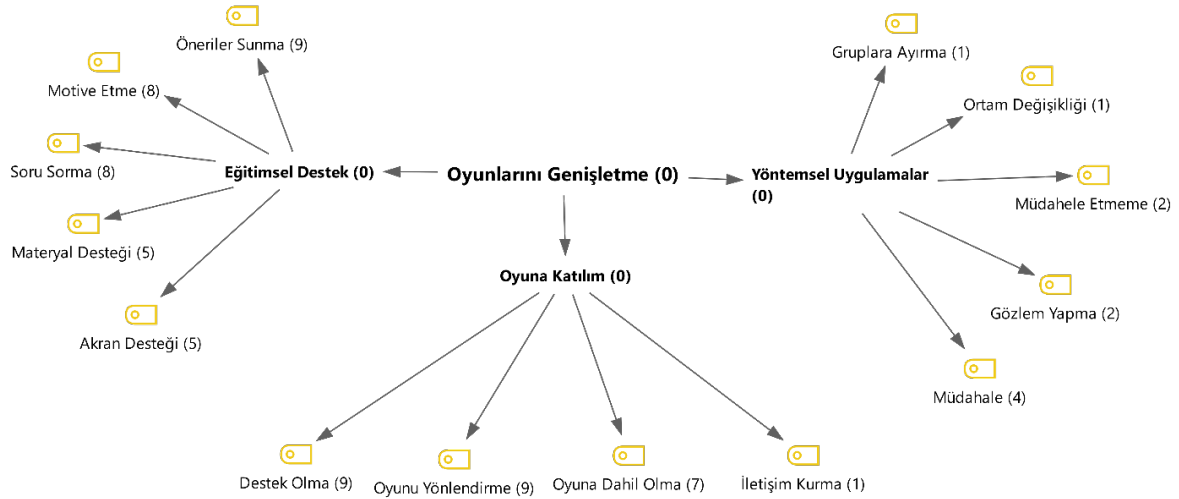 Öneriler Sunma (9)
Motive Etme (8)
Soru Sorma (8)
Materyal Desteği (5)
Akran Desteği (5)
Eğitimsel Destek (0)
Oyunlarını Genişletme (0)
Yöntemsel Uygulamalar
(0)
Gruplara Ayırma (1)
Ortam Değişikliği (1)
Müdahele Etmeme (2)
Gözlem Yapma (2)
Müdahale (4)
Oyuna Katılım (0)
Destek Olma (9)
Oyunu Yönlendirme (9)
Oyuna Dahil Olma (7)
İletişim Kurma (1)